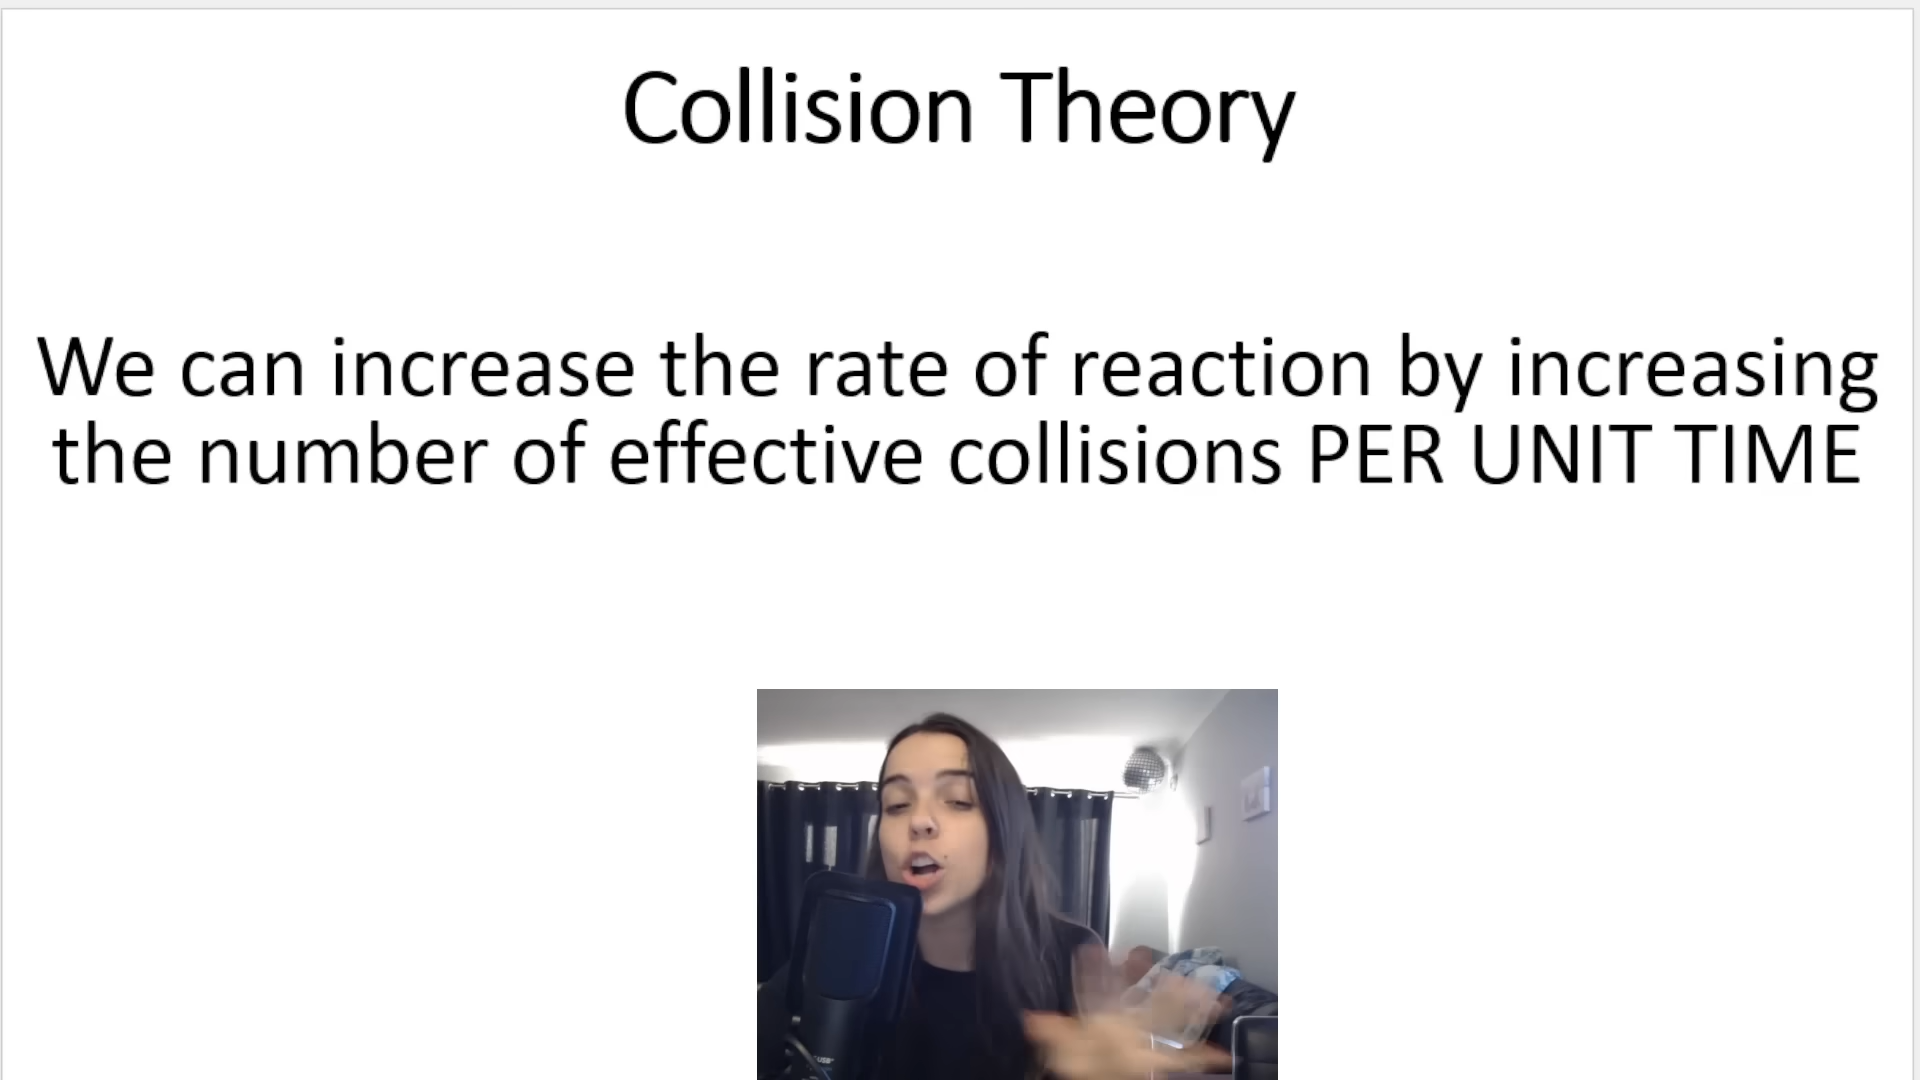 Collision Theory
We can increase the rate of reaction by increasing
the number of effective collisions PER UNIT TIME